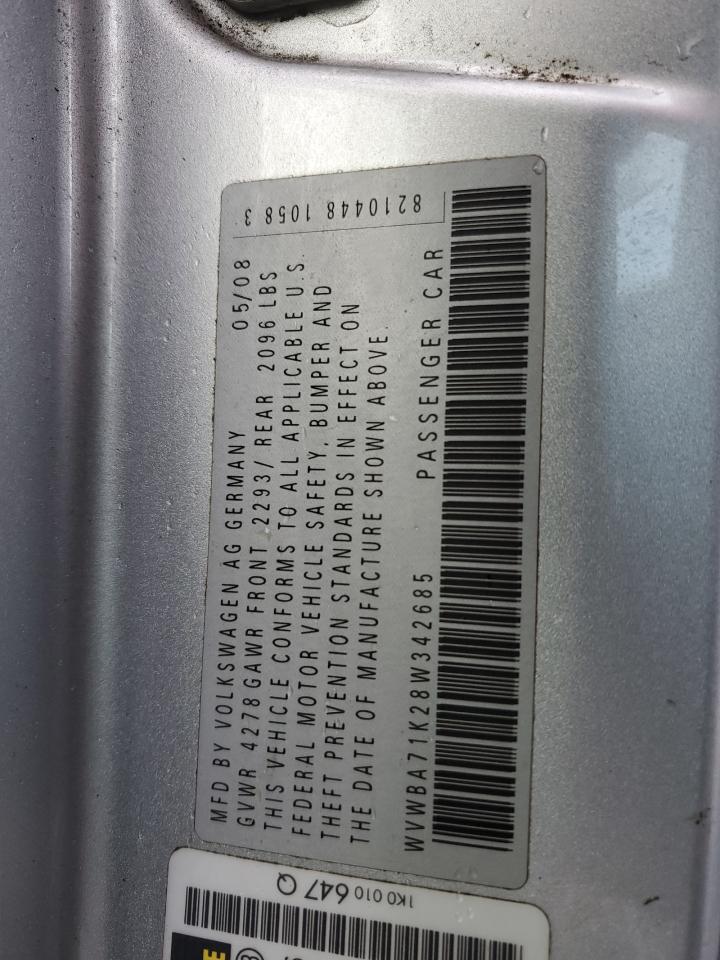 MFD BY VOLKSWAGEN AG GERMANY 05/08
GVWR 4278GAWR FRONT 2293/ REAR 2096 LBS
THIS VEHICLE CONFORMS TO ALL APPLICABLE U.S.
FEDERAL MOTOR VEHICLE SAFETY, BUMPER AND
THEFT PREVENTION STANDARDS IN EFFECT ON
THE DATE OF MANUFACTURE SHOWN ABOVE.
WVWBA71K28W342685 PASSENGER CAR
8210448 1058 3
1K0 010 647 Q